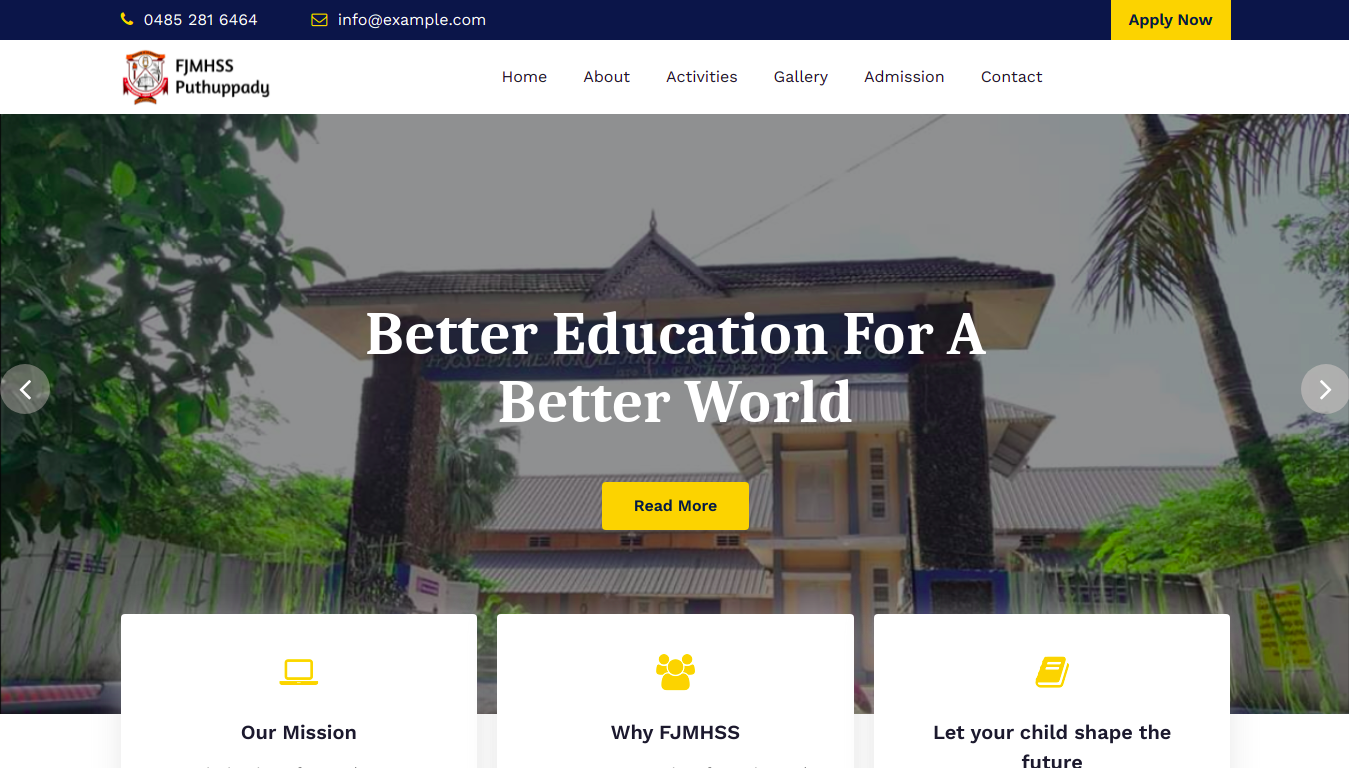 0485 281 6464
info@example.com
Apply Now
FJMHSS
Puthuppady
Home
About
Activities
Gallery
Admission
Contact
Better Education For A
Better World
Read More
Our Mission
Why FJMHSS
Let your child shape the
future